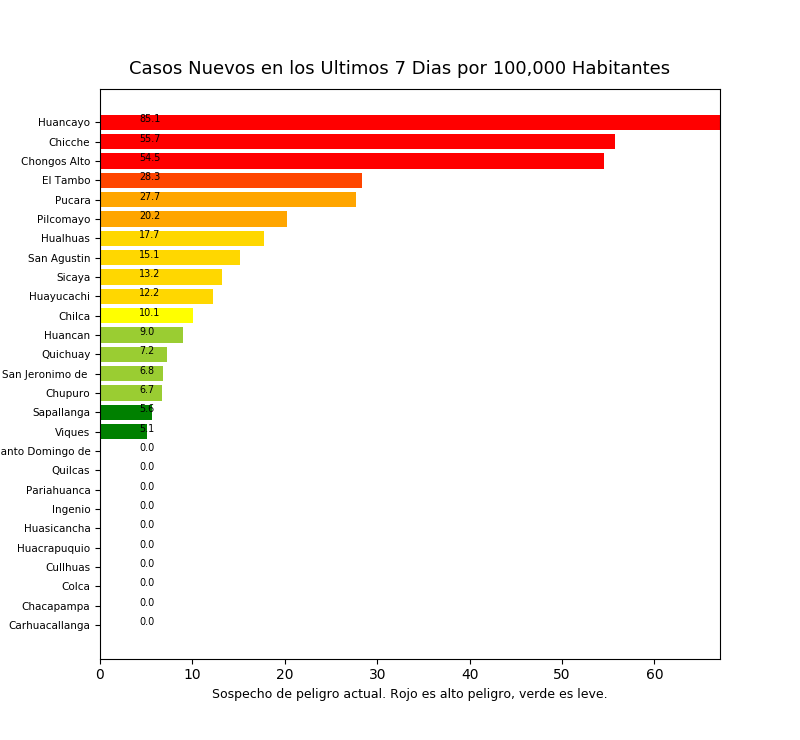 Casos Nuevos en los Ultimos 7 Dias por 100,000 Habitantes
Huancayo 85.1
Chicche 55.7
Chongos Alto 54.5
El Tambo 28.3
Pucara 27.7
Pilcomayo 20.2
Hualhuas 17.7
San Agustin 15.1
Sicaya 13.2
Huayucachi 12.2
Chilca 10.1
Huancan 9.0
Quichuay 7.2
San Jeronimo de 6.8
Chupuro 6.7
Sapallanga 5.6
Viques 5.1
anto Domingo de 0.0
Quilcas 0.0
Pariahuanca 0.0
Ingenio 0.0
Huasicancha 0.0
Huacrapuquio 0.0
Cullhuas 0.0
Colca 0.0
Chacapampa 0.0
Carhuacallanga 0.0
0 10 20 30 40 50 60
Sospecho de peligro actual. Rojo es alto peligro, verde es leve.